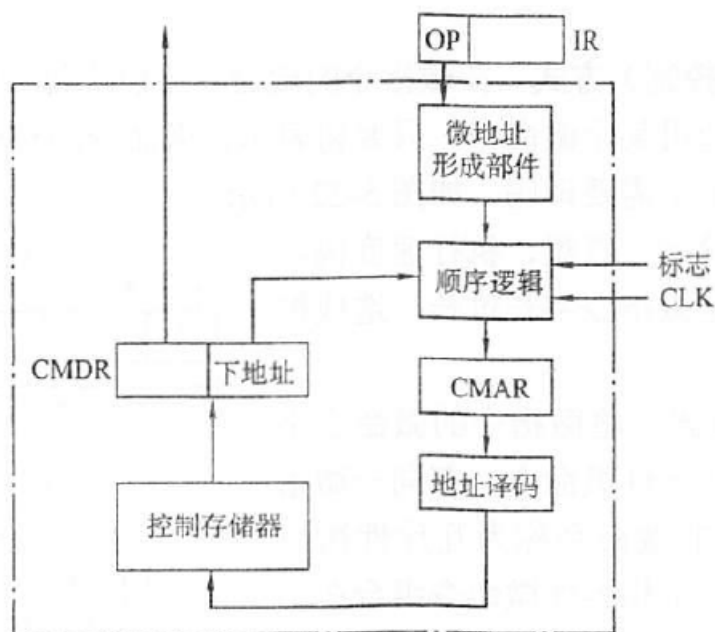 OP
IR
微地址
形成部件
顺序逻辑
标志
CLK
CMDR
下地址
CMAR
地址译码
控制存储器